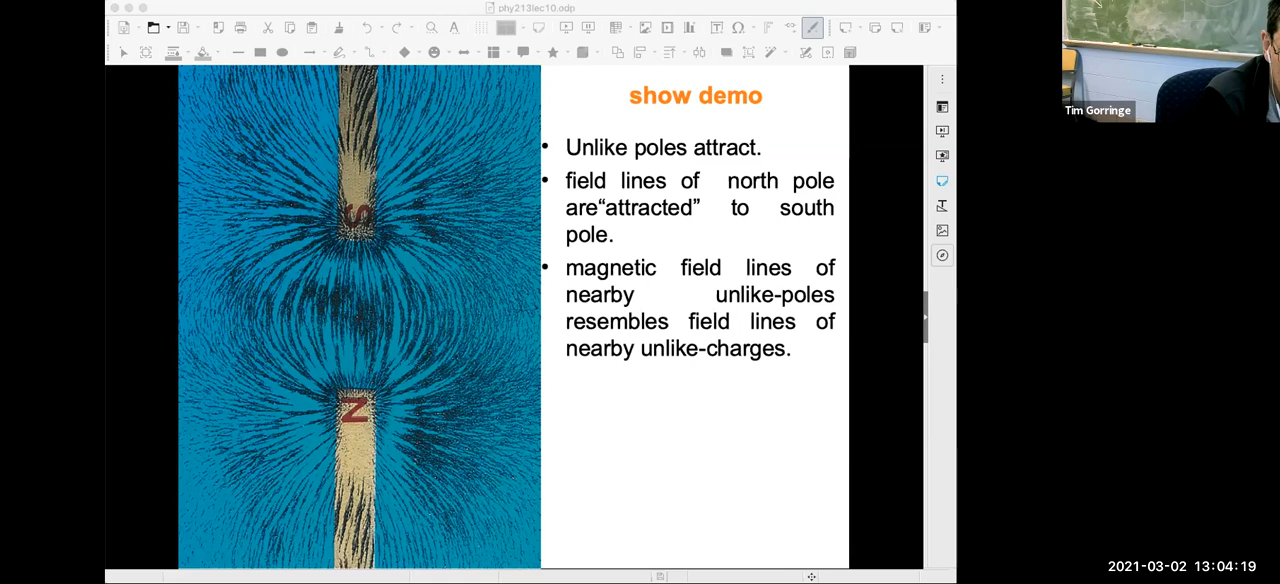 phy213lec10.odp
show demo
• Unlike poles attract.
• field lines of north pole
are“attracted” to south
pole.
• magnetic field lines of
nearby unlike-poles
resembles field lines of
nearby unlike-charges.
S
N
Tim Gorringe
2021-03-02 13:04:19